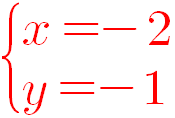 x = − 2
y = − 1